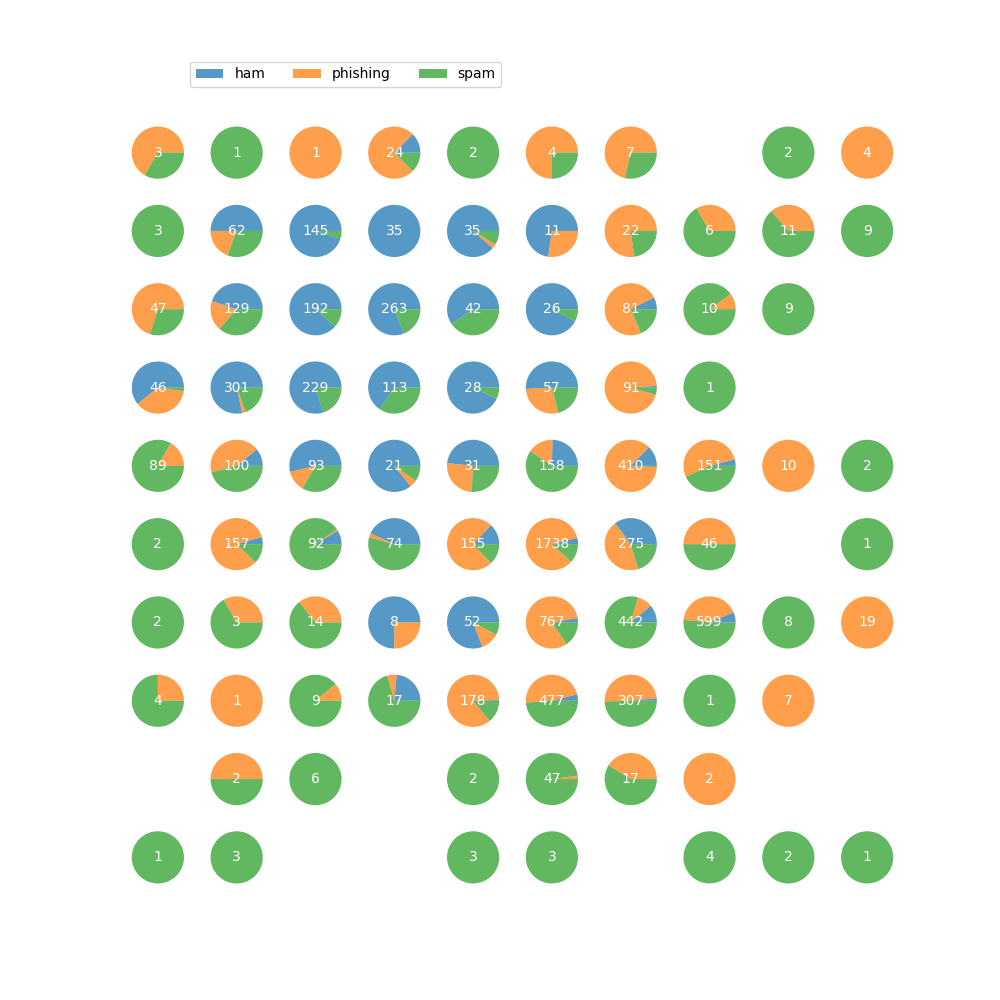 ham phishing spam
3 1 1 24 2 4 7 2 4
3 62 145 35 35 11 22 6 11 9
47 129 192 263 42 26 81 10 9
46 301 229 113 28 57 91 1
89 100 93 21 31 158 410 151 10 2
2 157 92 74 155 1738 275 46 1
2 3 14 8 52 767 442 599 8 19
4 1 9 17 178 477 307 1 7
2 6 2 47 17 2
1 3 3 3 4 2 1